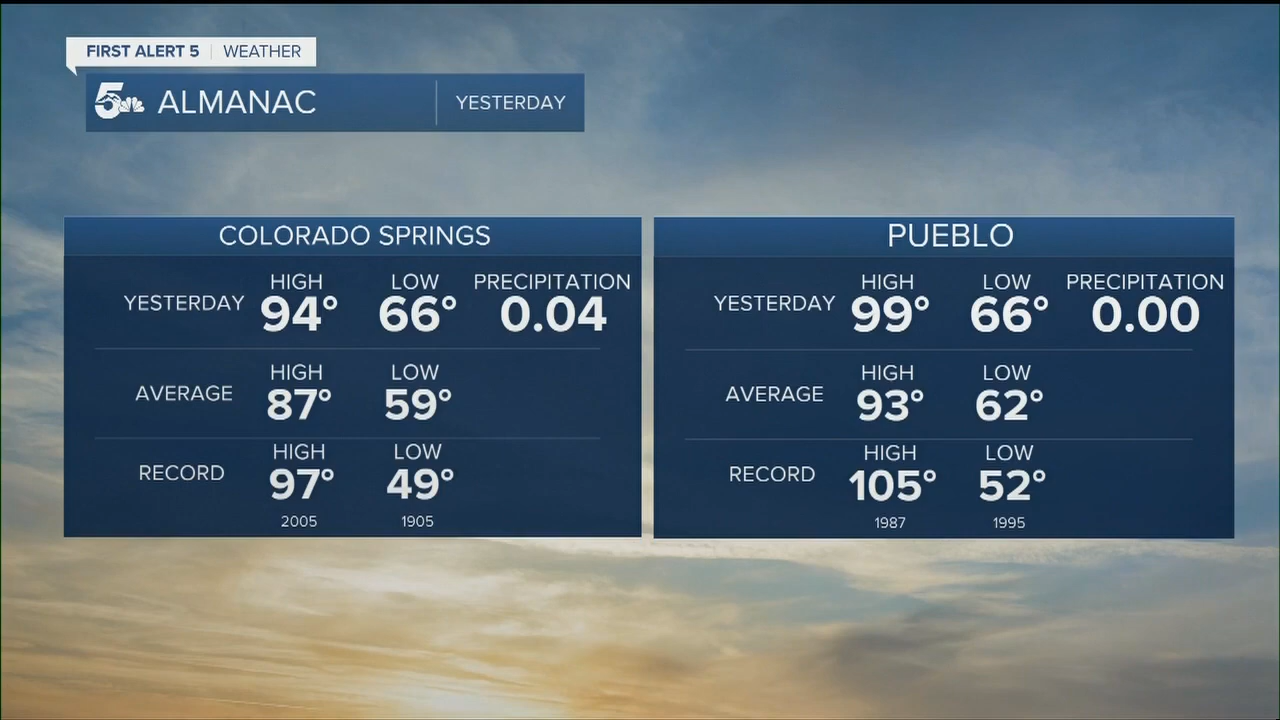 FIRST ALERT 5 | WEATHER
5 ALMANAC YESTERDAY
COLORADO SPRINGS
HIGH LOW PRECIPITATION
YESTERDAY 94° 66° 0.04
HIGH LOW
AVERAGE 87° 59°
HIGH LOW
RECORD 97° 49°
2005 1905
PUEBLO
HIGH LOW PRECIPITATION
YESTERDAY 99° 66° 0.00
HIGH LOW
AVERAGE 93° 62°
HIGH LOW
RECORD 105° 52°
1987 1995